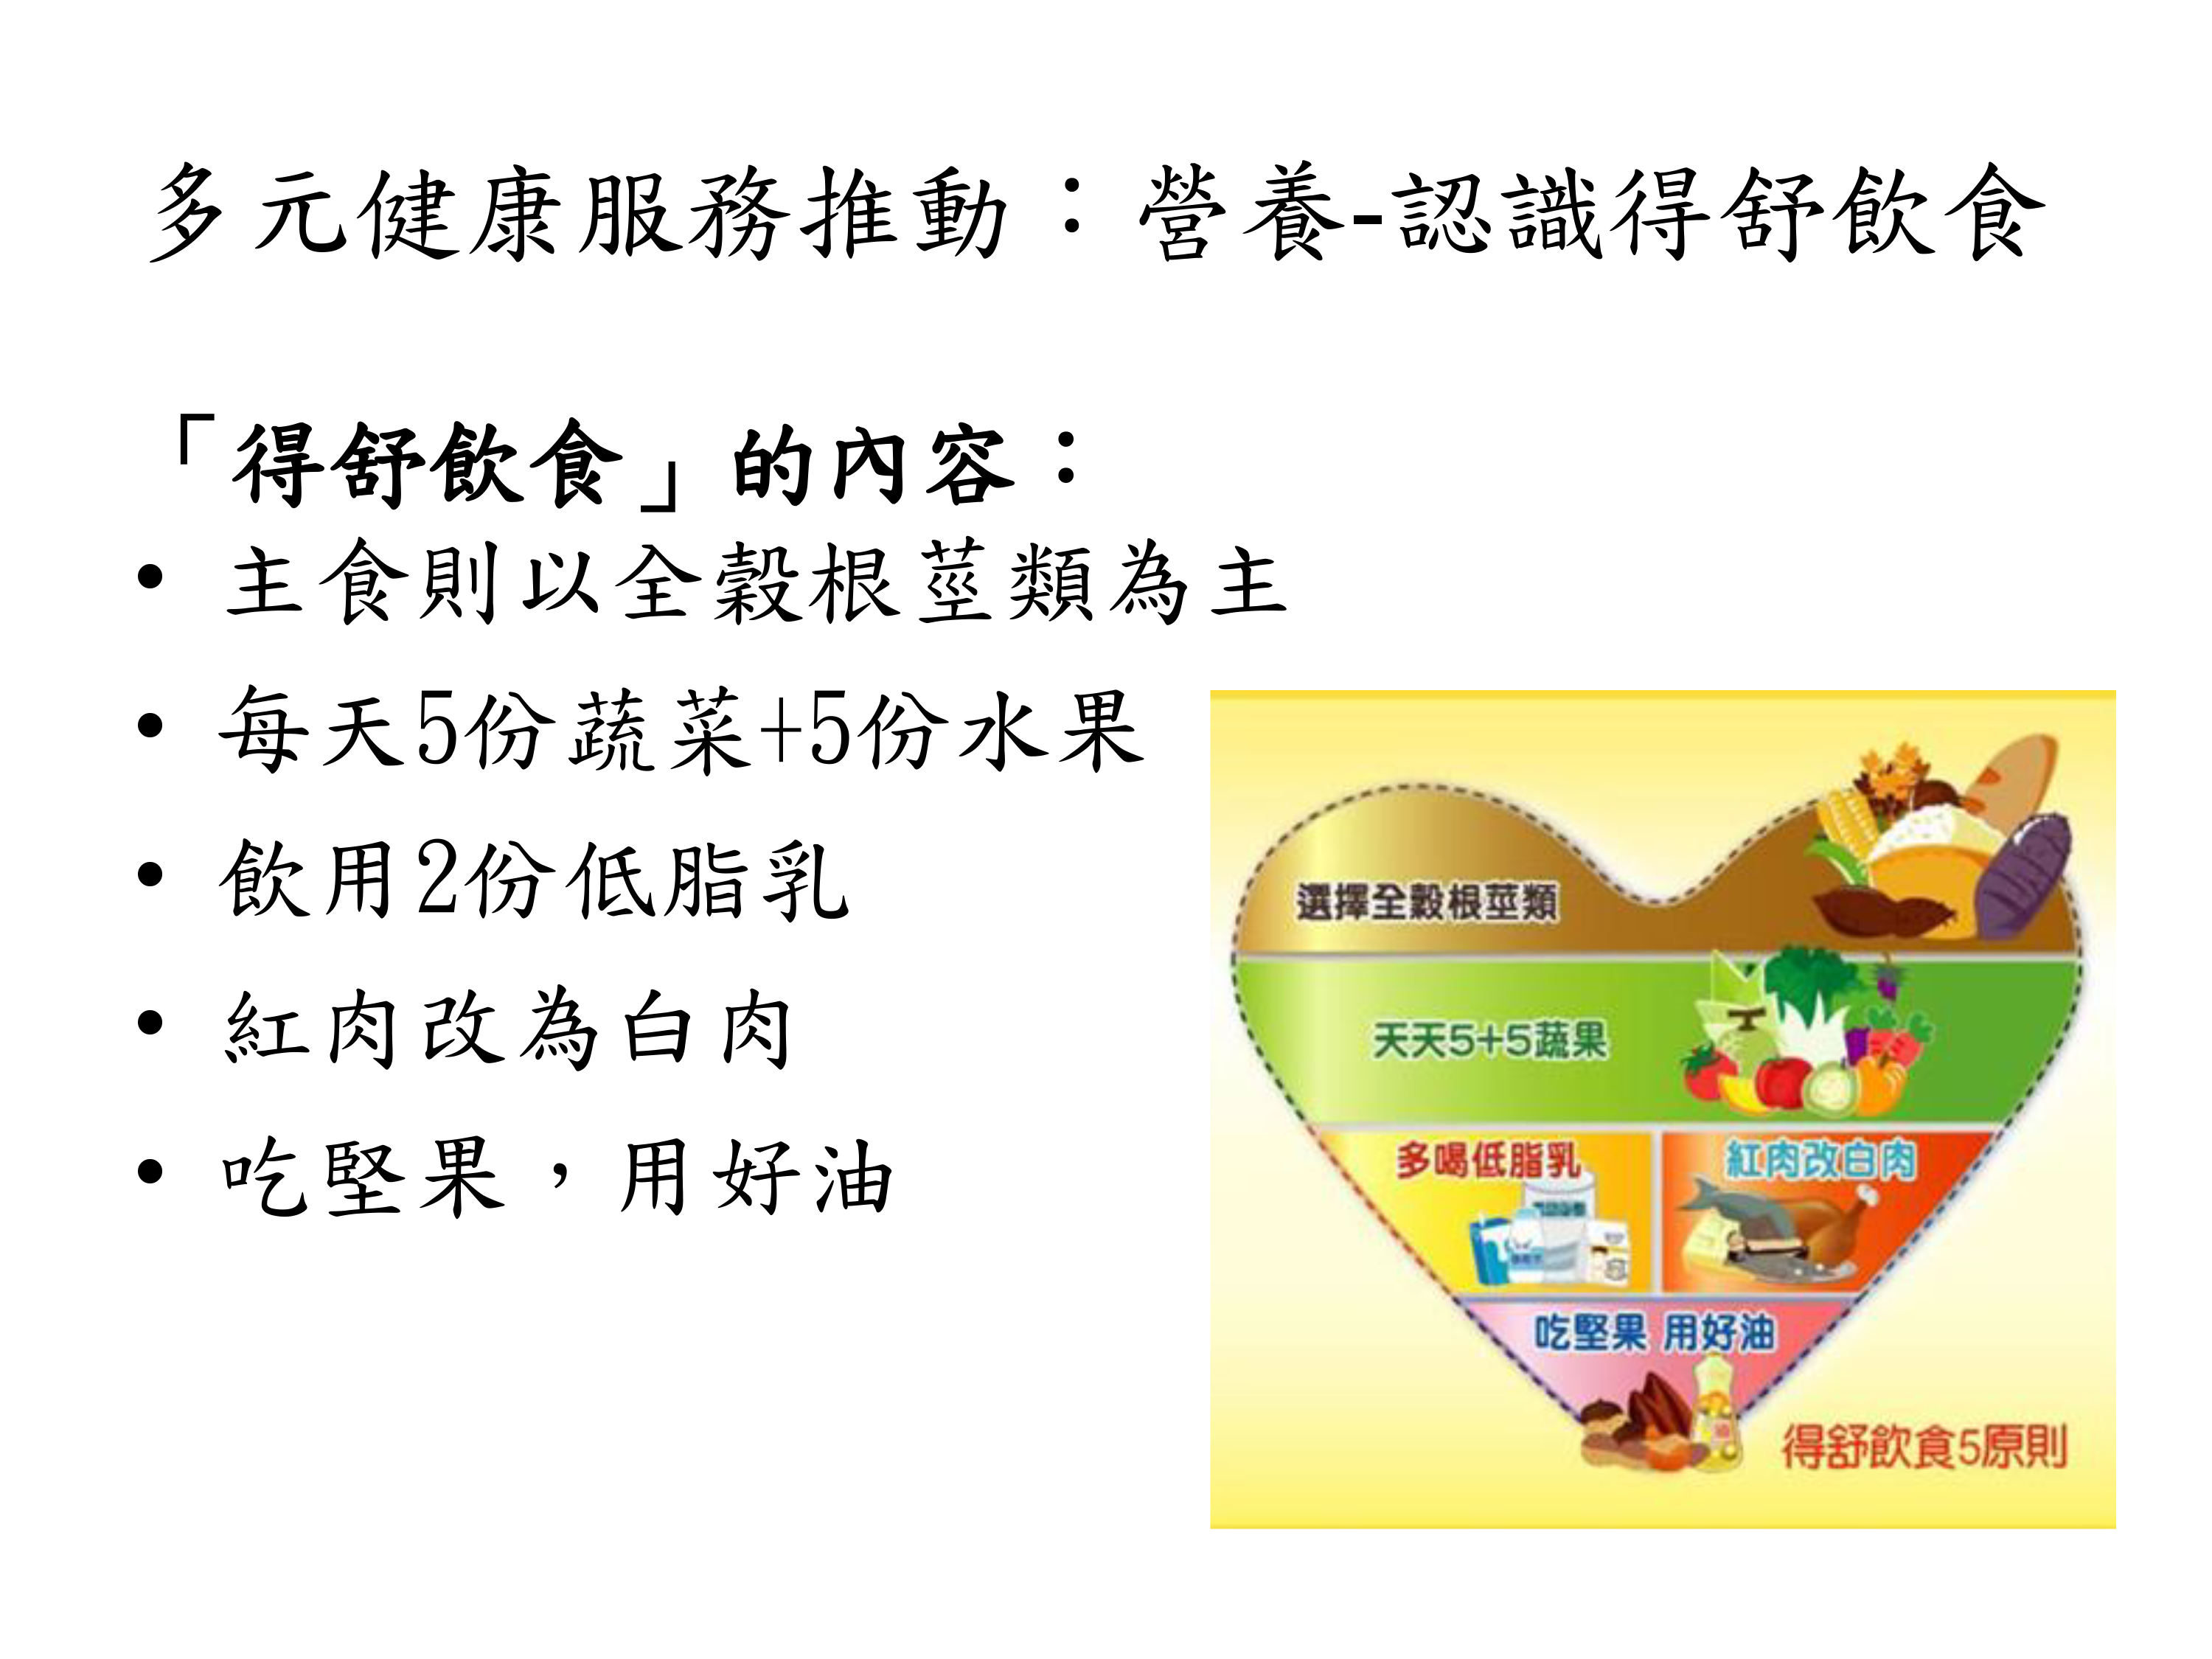 多元健康服務推動：營養-認識得舒飲食
「得舒飲食」的內容：
• 主食則以全穀根莖類為主
• 每天5份蔬菜+5份水果
• 飲用2份低脂乳
• 紅肉改為白肉
• 吃堅果，用好油
選擇全穀根莖類
天天5+5蔬果
多喝低脂乳
紅肉改白肉
吃堅果 用好油
得舒飲食5原則